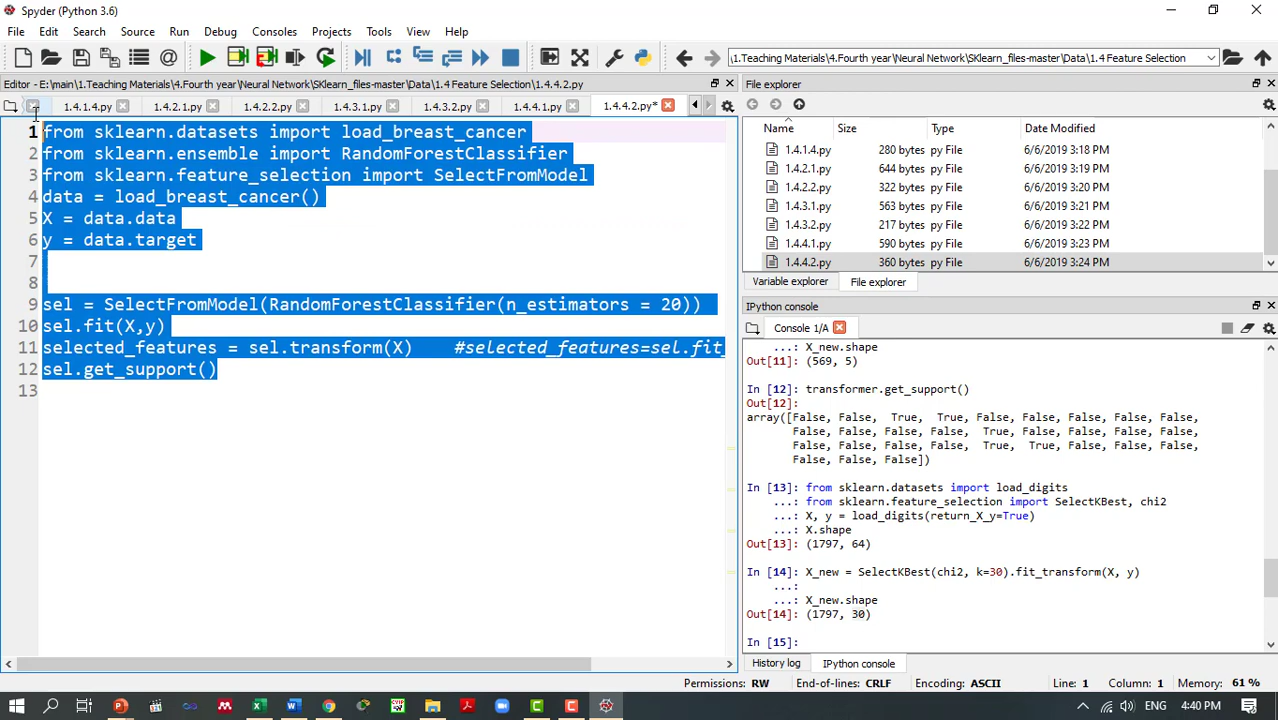 Spyder (Python 3.6)
File Edit Search Source Run Debug Consoles Projects Tools View Help
\1.Teaching Materials\4.Fourth year\Neural Network\SKlearn_files-master\Data\1.4 Feature Selection
Editor - E:\main\1.Teaching Materials\4.Fourth year\Neural Network\SKlearn_files-master\Data\1.4 Feature Selection\1.4.4.2.py
1.4.1.4.py 1.4.2.1.py 1.4.2.2.py 1.4.3.1.py 1.4.3.2.py 1.4.4.1.py 1.4.4.2.py*
1 from sklearn.datasets import load_breast_cancer
2 from sklearn.ensemble import RandomForestClassifier
3 from sklearn.feature_selection import SelectFromModel
4 data = load_breast_cancer()
5 X = data.data
6 y = data.target
7
8
9 sel = SelectFromModel(RandomForestClassifier(n_estimators = 20))
10 sel.fit(X,y)
11 selected_features = sel.transform(X) #selected_features=sel.fit_
12 sel.get_support()
13
File explorer
Name Size Type Date Modified
1.4.1.4.py 280 bytes py File 6/6/2019 3:18 PM
1.4.2.1.py 644 bytes py File 6/6/2019 3:19 PM
1.4.2.2.py 322 bytes py File 6/6/2019 3:20 PM
1.4.3.1.py 563 bytes py File 6/6/2019 3:21 PM
1.4.3.2.py 217 bytes py File 6/6/2019 3:22 PM
1.4.4.1.py 590 bytes py File 6/6/2019 3:23 PM
1.4.4.2.py 360 bytes py File 6/6/2019 3:24 PM
Variable explorer File explorer
IPython console
Console 1/A
...: X_new.shape
Out[11]: (569, 5)
In [12]: transformer.get_support()
Out[12]:
array([False, False, True, True, False, False, False, False, False,
False, False, False, False, True, False, False, False, False,
False, False, False, False, True, True, False, False, False,
False, False, False])
In [13]: from sklearn.datasets import load_digits
...: from sklearn.feature_selection import SelectKBest, chi2
...: X, y = load_digits(return_X_y=True)
...: X.shape
Out[13]: (1797, 64)
In [14]: X_new = SelectKBest(chi2, k=30).fit_transform(X, y)
...:
...: X_new.shape
Out[14]: (1797, 30)
In [15]:
History log IPython console
Permissions: RW End-of-lines: CRLF Encoding: ASCII Line: 1 Column: 1 Memory: 61 %
ENG 4:40 PM